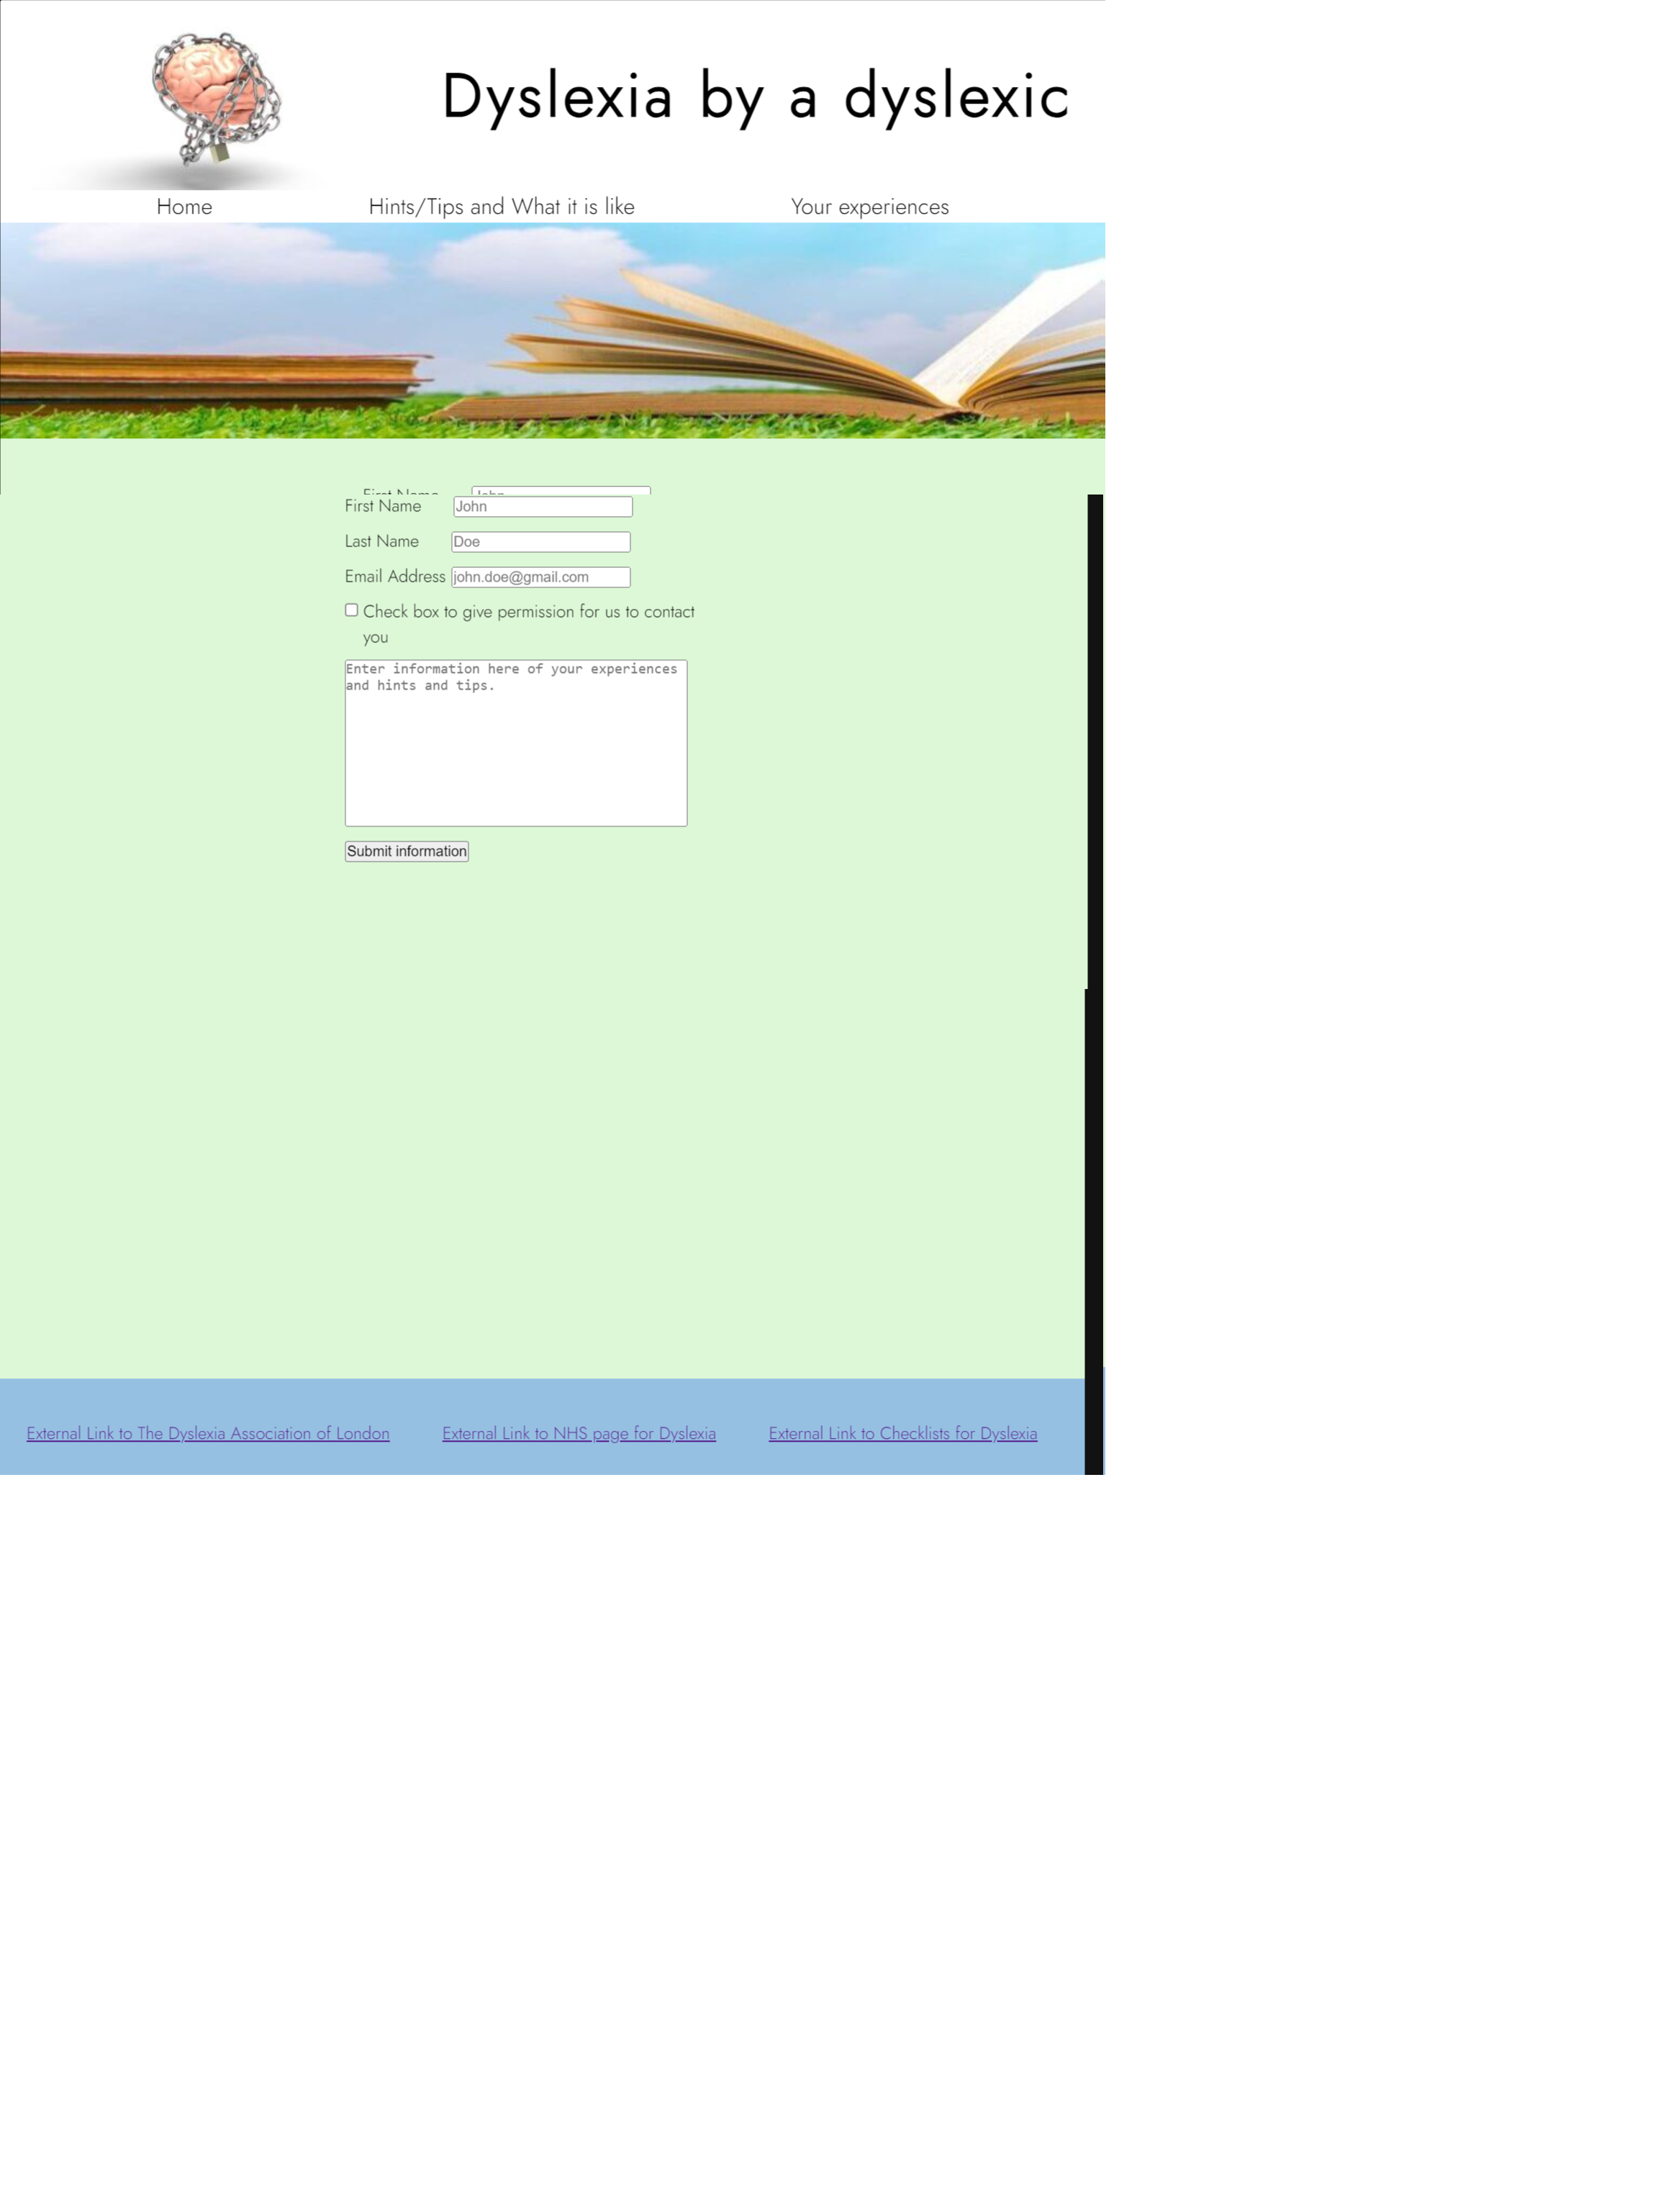 Dyslexia by a dyslexic
Home Hints/Tips and What it is like Your experiences
First Name John
First Name John
Last Name Doe
Email Address john.doe@gmail.com
Check box to give permission for us to contact
you
Enter information here of your experiences
and hints and tips.
Submit information
External Link to The Dyslexia Association of London External Link to NHS page for Dyslexia External Link to Checklists for Dyslexia